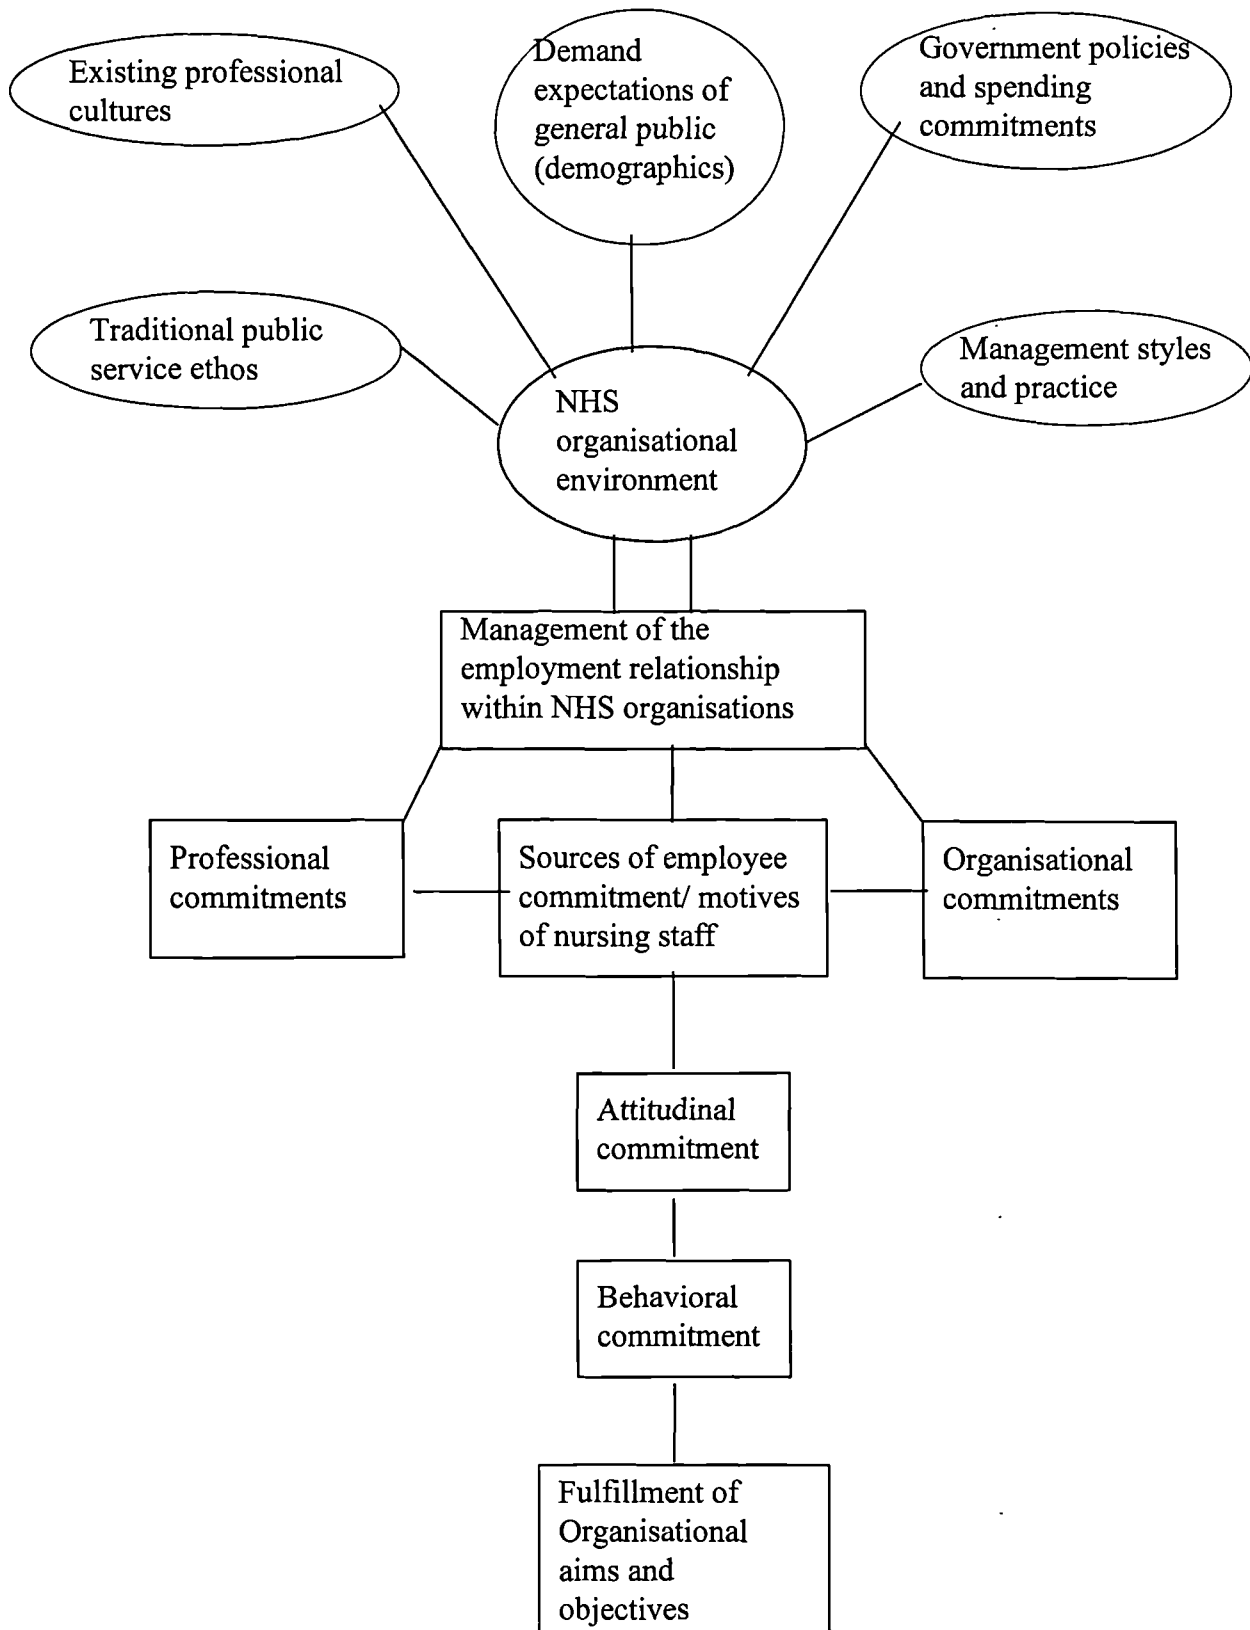 Existing professional
cultures
Demand
expectations of
general public
(demographics)
Government policies
and spending
commitments
Traditional public
service ethos
NHS
organisational
environment
Management styles
and practice
Management of the
employment relationship
within NHS organisations
Professional
commitments
Sources of employee
commitment/ motives
of nursing staff
Organisational
commitments
Attitudinal
commitment
Behavioral
commitment
Fulfillment of
Organisational
aims and
objectives